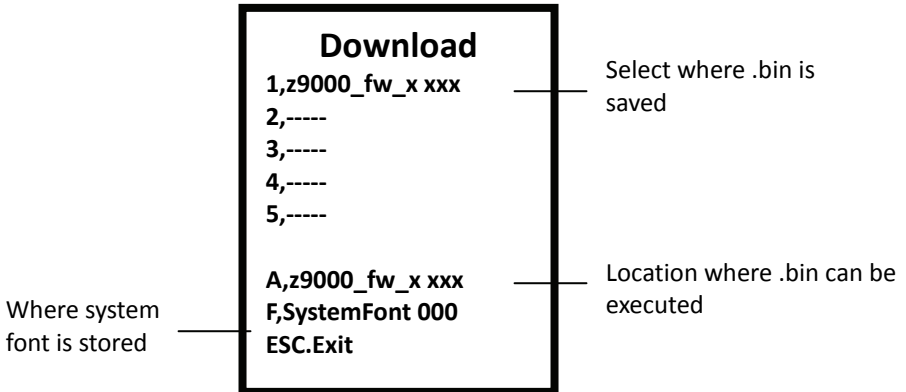 Download
1,z9000_fw_x xxx
2,-----
3,-----
4,-----
5,-----
A,z9000_fw_x xxx
F,SystemFont 000
ESC.Exit
Select where .bin is
saved
Location where .bin can be
executed
Where system
font is stored